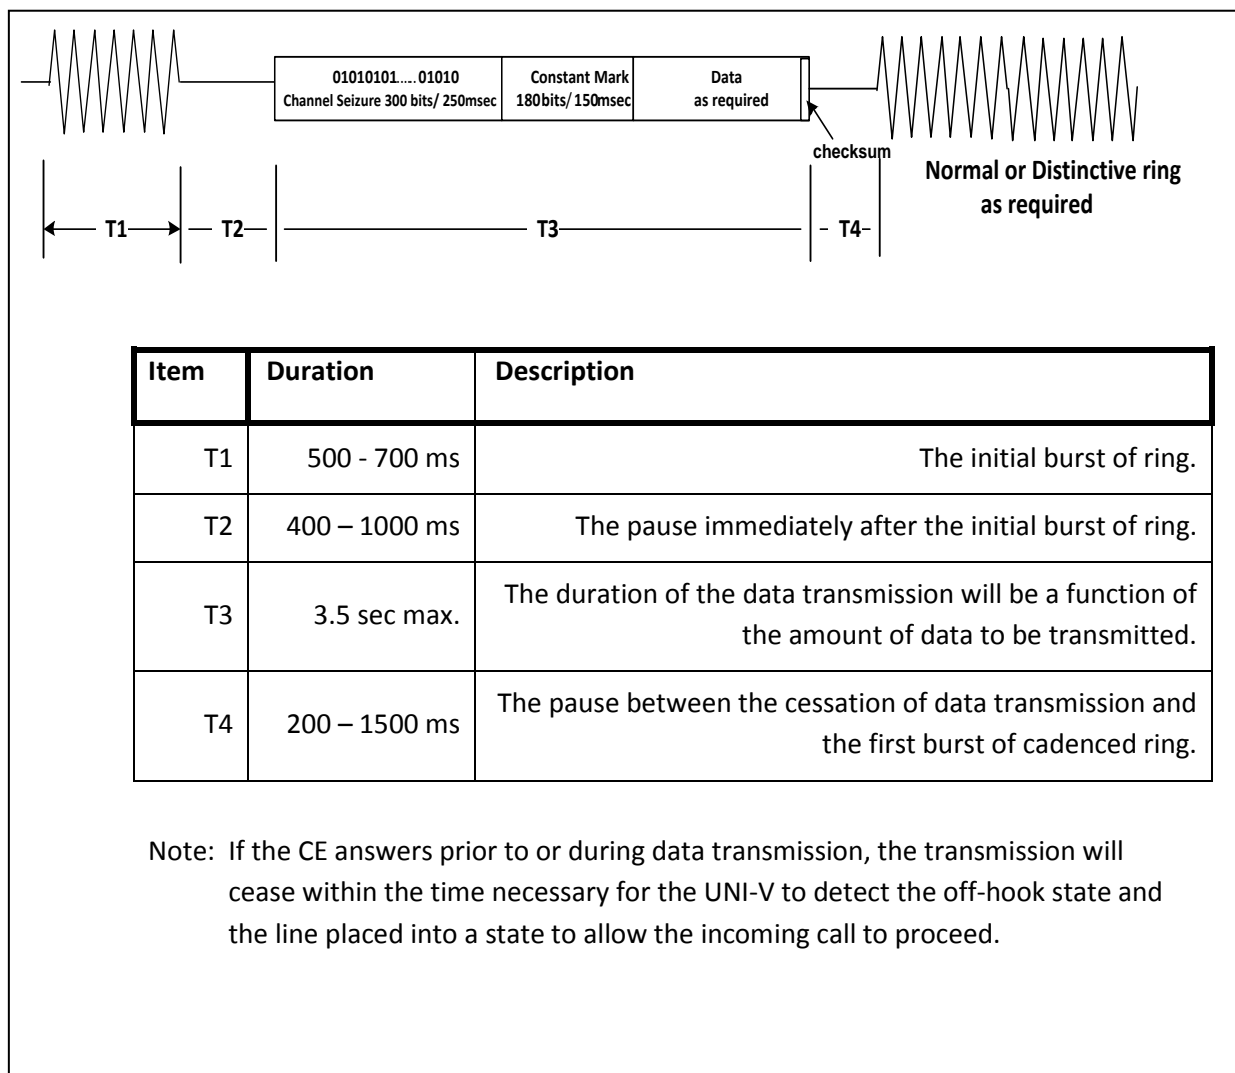 01010101.....01010
Channel Seizure 300 bits/ 250msec
Constant Mark
180bits/ 150msec
Data
as required
checksum
Normal or Distinctive ring
as required
T1
T2
T3
T4
Item Duration Description
T1 500 - 700 ms The initial burst of ring.
T2 400 – 1000 ms The pause immediately after the initial burst of ring.
T3 3.5 sec max. The duration of the data transmission will be a function of
the amount of data to be transmitted.
T4 200 – 1500 ms The pause between the cessation of data transmission and
the first burst of cadenced ring.
Note: If the CE answers prior to or during data transmission, the transmission will
cease within the time necessary for the UNI-V to detect the off-hook state and
the line placed into a state to allow the incoming call to proceed.